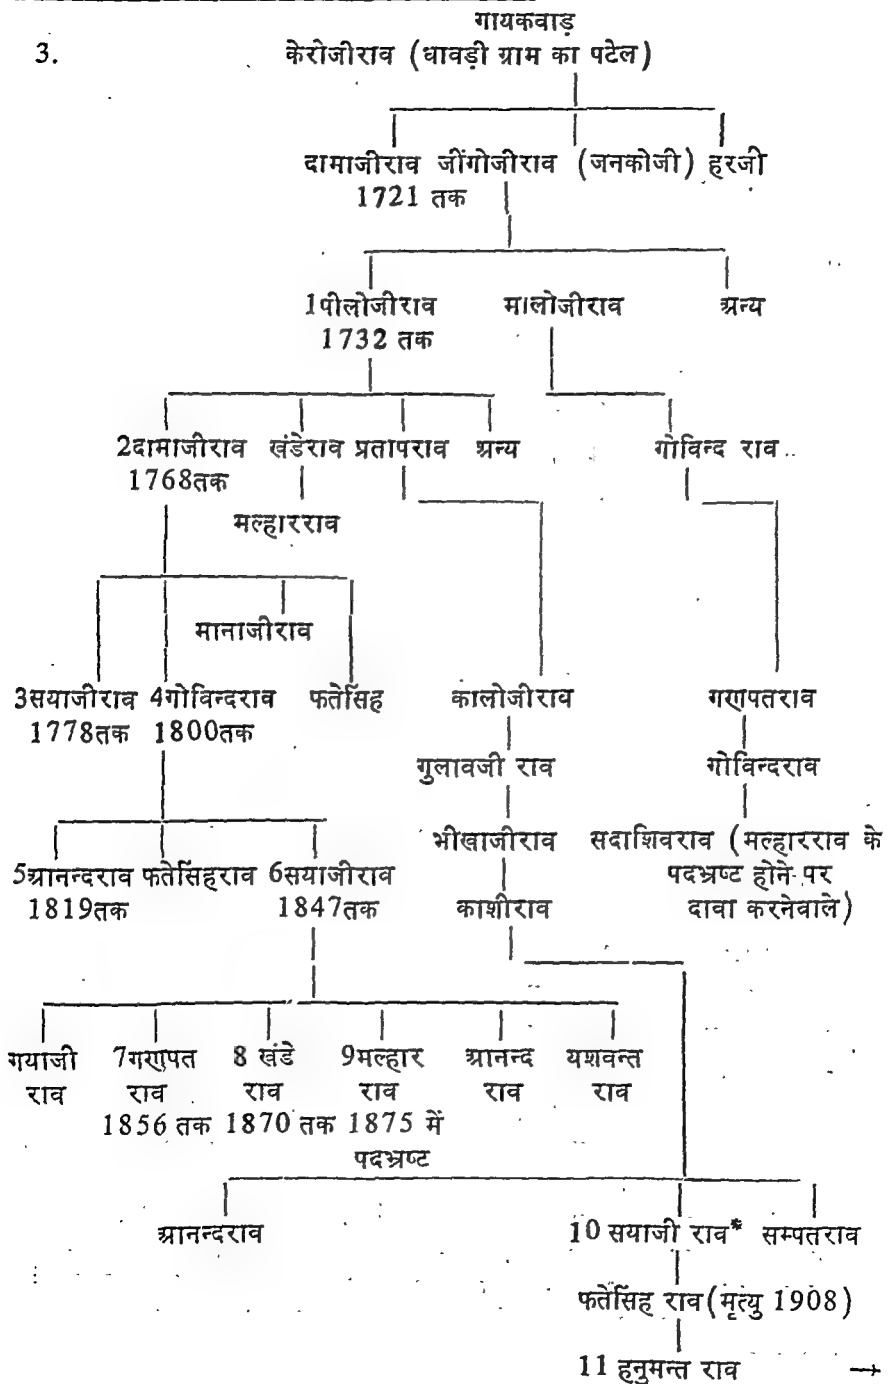 गायकवाड़
3. केरोजीराव (धावड़ी ग्राम का पटेल)
दामाजीराव जींगोजीराव (जनकोजी) हरजी
1721 तक
1पीलोजीराव मालोजीराव अन्य
1732 तक
2दामाजीराव खंडेराव प्रतापराव अन्य गोविन्द राव
1768तक
मल्हारराव
मानाजीराव
3सयाजीराव 4गोविन्दराव फतेसिंह कालोजीराव गणपतराव
1778तक 1800तक
गुलावजी राव गोविन्दराव
भीखाजीराव सदाशिवराव (मल्हारराव के
5आनन्दराव फतेसिंहराव 6सयाजीराव पदभ्रष्ट होने पर
1819तक 1847तक काशीराव दावा करनेवाले)
गयाजी 7गणपत 8 खंडे 9मल्हार आनन्द यशवन्त
राव राव राव राव राव राव
1856 तक 1870 तक 1875 में
पदभ्रष्ट
आनन्दराव 10 सयाजी राव* सम्पतराव
फतेसिंह राव (मृत्यु 1908)
11 हनुमन्त राव →